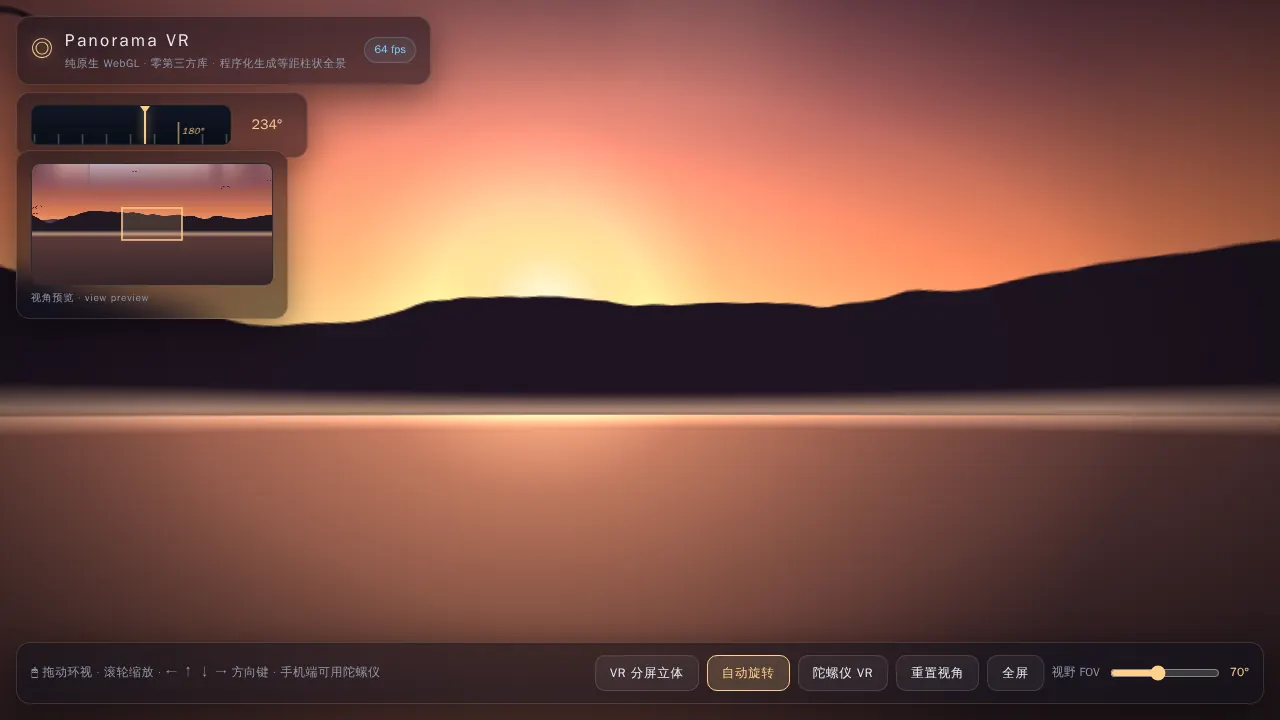 Panorama VR
纯原生 WebGL · 零第三方库 · 程序化生成等距柱状全景
64 fps
180°
234°
视角预览 · view preview
拖动环视 · 滚轮缩放 · ← ↑ ↓ → 方向键 · 手机端可用陀螺仪
VR 分屏立体
自动旋转
陀螺仪 VR
重置视角
全屏
视野 FOV
70°